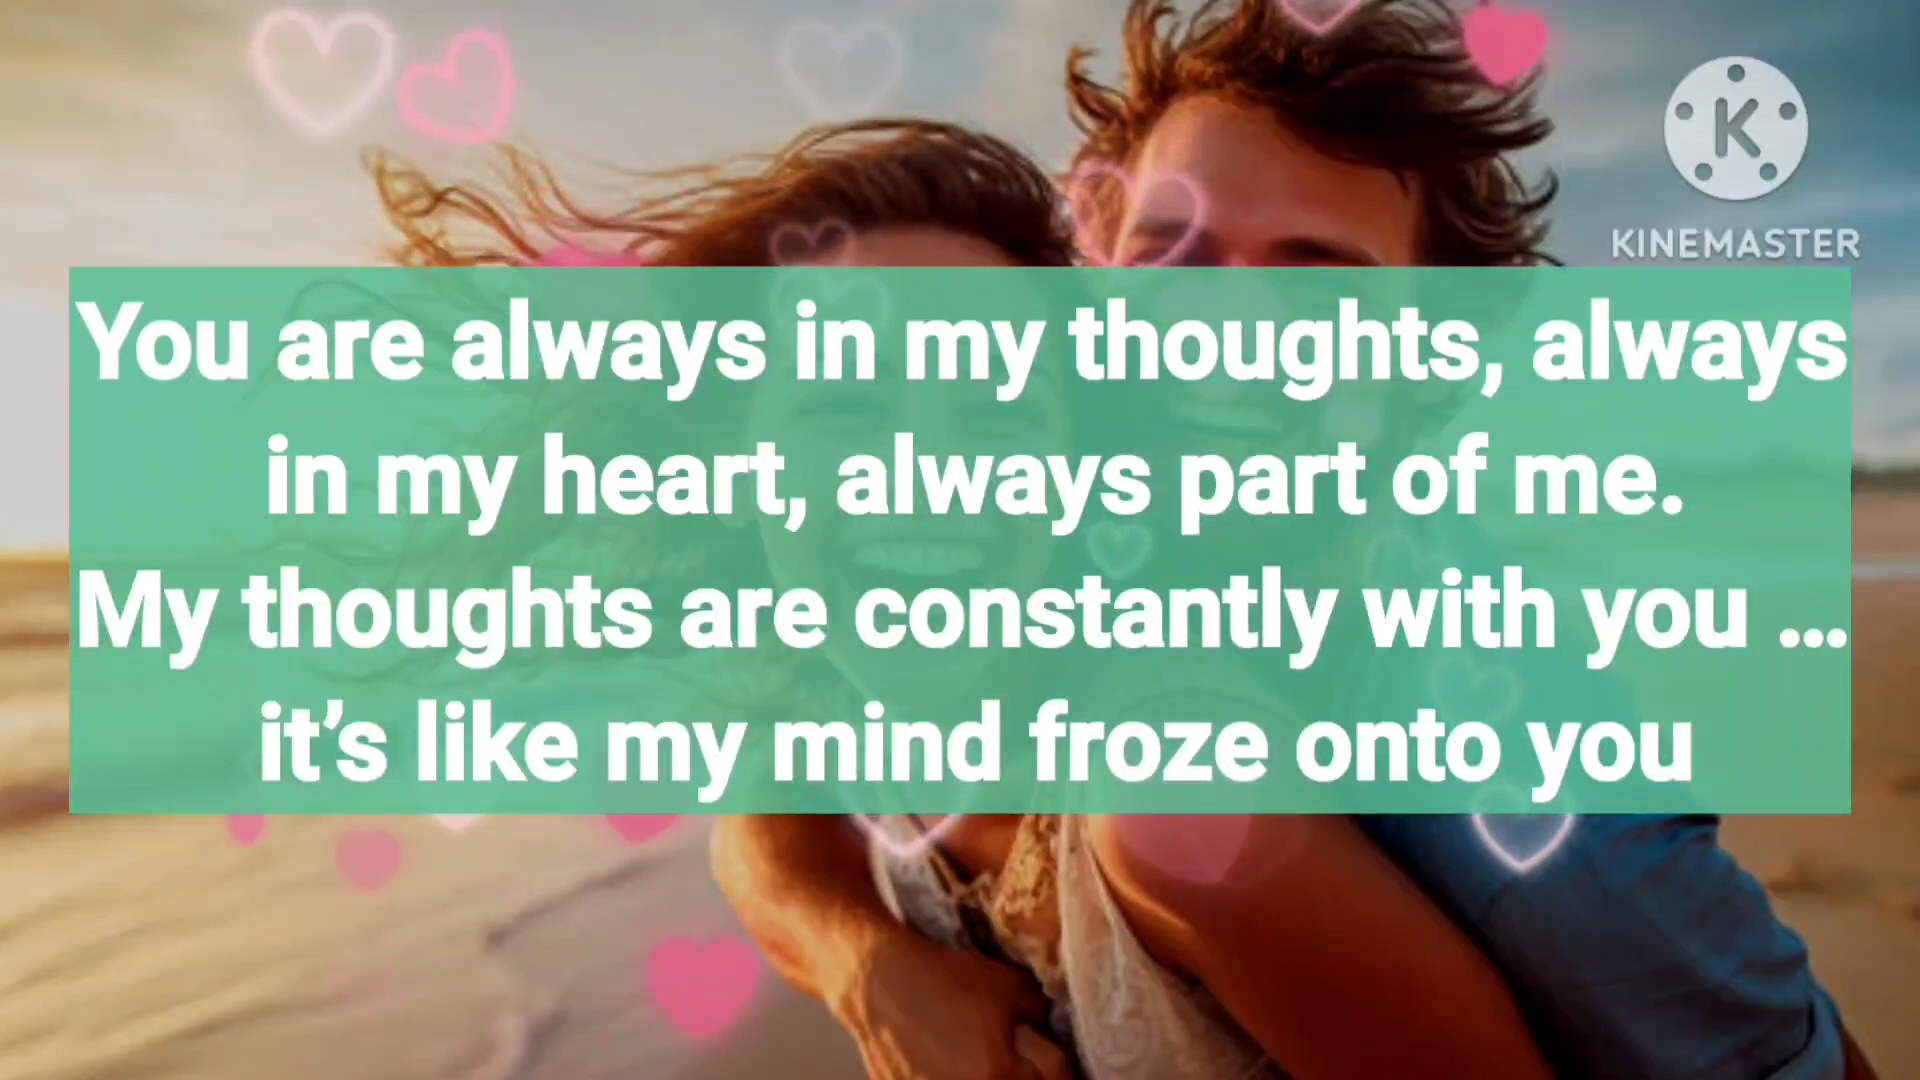 K
KINEMASTER
You are always in my thoughts, always
in my heart, always part of me.
My thoughts are constantly with you ...
it’s like my mind froze onto you